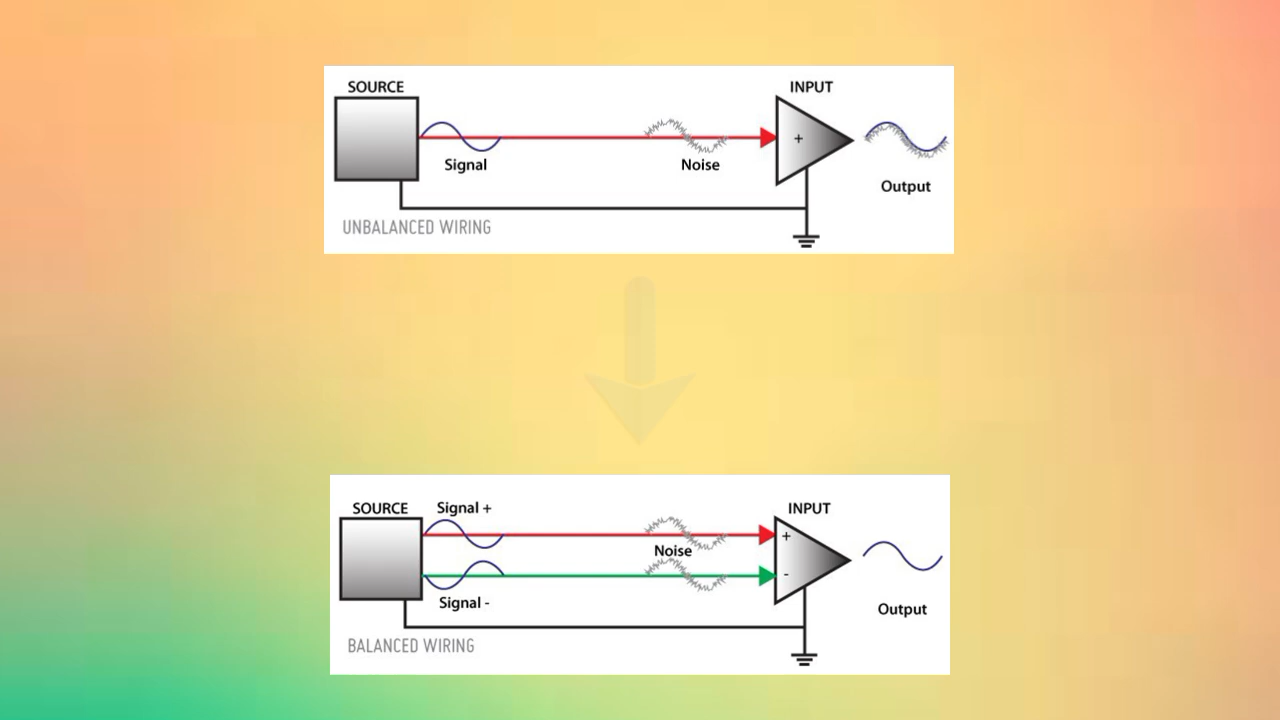 SOURCE
INPUT
+
Signal
Noise
Output
UNBALANCED WIRING
SOURCE
Signal +
INPUT
+
Noise
-
Signal -
Output
BALANCED WIRING